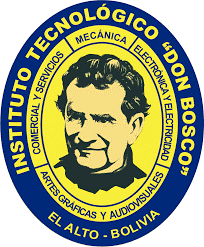 INSTITUTO TECNOLÓGICO "DON BOSCO"
COMERCIAL Y SERVICIOS
MECÁNICA
ELECTRÓNICA Y ELECTRICIDAD
ARTES GRÁFICAS Y AUDIOVISUALES
EL ALTO - BOLIVIA